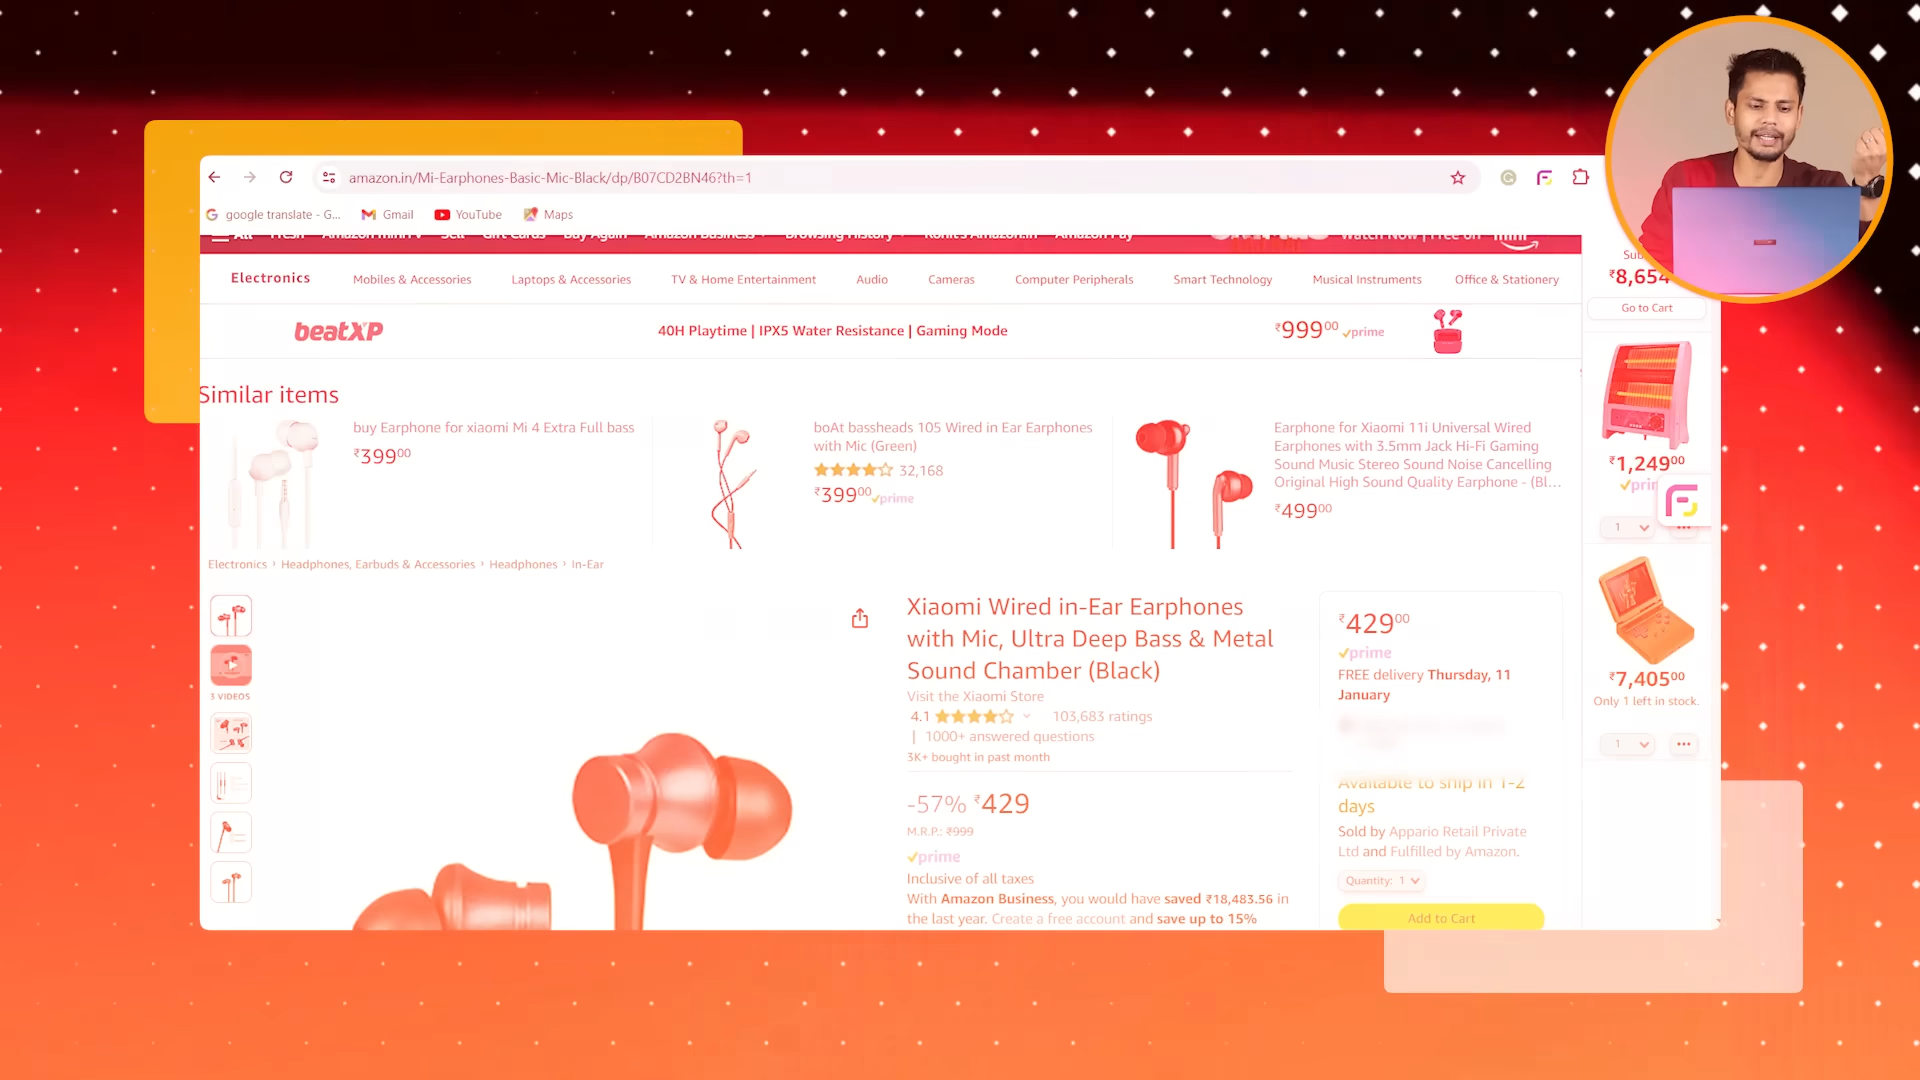 amazon.in/Mi-Earphones-Basic-Mic-Black/dp/B07CD2BN46?th=1
google translate - G...
Gmail
YouTube
Maps
All Fresh Amazon miniTV Sell Gift Cards Buy Again Amazon Business Browsing History Amazon Pay
Watch Now | Free on mini
Electronics
Mobiles & Accessories
Laptops & Accessories
TV & Home Entertainment
Audio
Cameras
Computer Peripherals
Smart Technology
Musical Instruments
Office & Stationery
₹8,654
Go to Cart
beatXP
40H Playtime | IPX5 Water Resistance | Gaming Mode
₹999 00 prime
Similar items
buy Earphone for xiaomi Mi 4 Extra Full bass
₹399 00
boAt bassheads 105 Wired in Ear Earphones
with Mic (Green)
32,168
₹399 00 prime
Earphone for Xiaomi 11i Universal Wired
Earphones with 3.5mm Jack Hi-Fi Gaming
Sound Music Stereo Sound Noise Cancelling
Original High Sound Quality Earphone - (Bl...
₹499 00
₹1,249 00
1
Electronics › Headphones, Earbuds & Accessories › Headphones › In-Ear
3 VIDEOS
Xiaomi Wired in-Ear Earphones
with Mic, Ultra Deep Bass & Metal
Sound Chamber (Black)
Visit the Xiaomi Store
4.1
103,683 ratings
| 1000+ answered questions
3K+ bought in past month
-57% ₹429
M.R.P.: ₹999
prime
Inclusive of all taxes
With Amazon Business, you would have saved ₹18,483.56 in
the last year. Create a free account and save up to 15%
₹429 00
prime
FREE delivery Thursday, 11
January
Available to ship in 1-2
days
Sold by Appario Retail Private
Ltd and Fulfilled by Amazon.
Quantity: 1
Add to Cart
₹7,405 00
Only 1 left in stock.
1